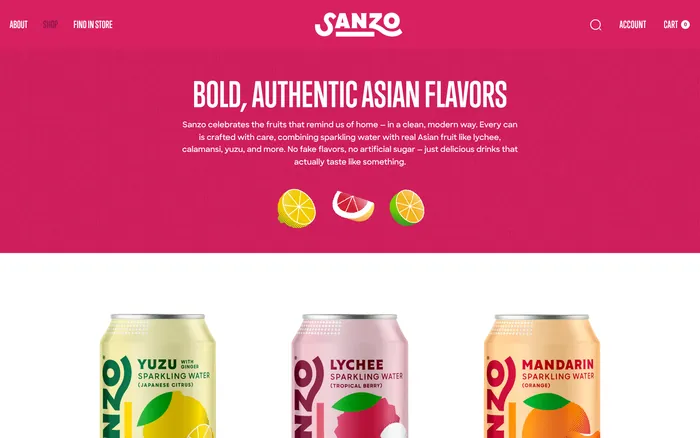 ABOUT SHOP FIND IN STORE SANZO ACCOUNT CART 0
BOLD, AUTHENTIC ASIAN FLAVORS
Sanzo celebrates the fruits that remind us of home — in a clean, modern way. Every can
is crafted with care, combining sparkling water with real Asian fruit like lychee,
calamansi, yuzu, and more. No fake flavors, no artificial sugar — just delicious drinks that
actually taste like something.
YUZU WITH GINGER
SPARKLING WATER
(JAPANESE CITRUS)
NZO
LYCHEE
SPARKLING WATER
(TROPICAL BERRY)
NZO
MANDARIN
SPARKLING WATER
(ORANGE)
NZO